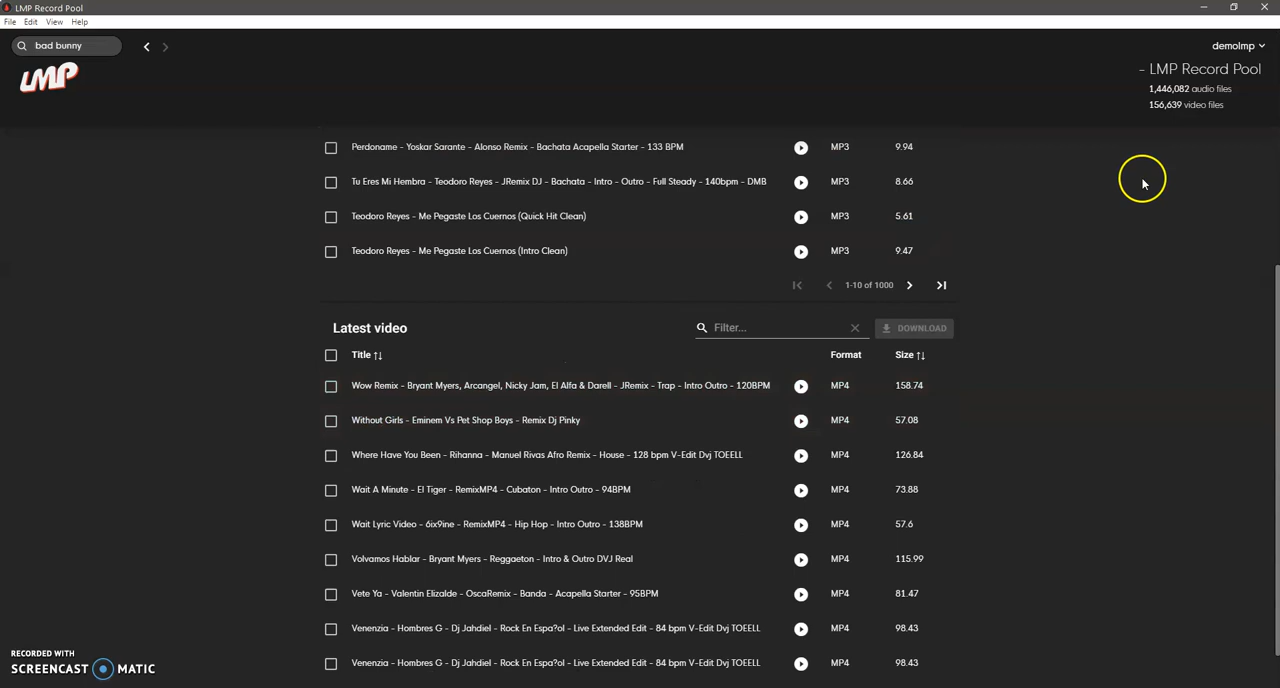 LMP Record Pool
File Edit View Help
bad bunny
demolmp
LMP
- LMP Record Pool
1,446,082 audio files
156,639 video files
Perdoname - Yoskar Sarante - Alonso Remix - Bachata Acapella Starter - 133 BPM MP3 9.94
Tu Eres Mi Hembra - Teodoro Reyes - JRemix DJ - Bachata - Intro - Outro - Full Steady - 140bpm - DMB MP3 8.66
Teodoro Reyes - Me Pegaste Los Cuernos (Quick Hit Clean) MP3 5.61
Teodoro Reyes - Me Pegaste Los Cuernos (Intro Clean) MP3 9.47
1-10 of 1000
Latest video Filter... DOWNLOAD
Title Format Size
Wow Remix - Bryant Myers, Arcangel, Nicky Jam, El Alfa & Darell - JRemix - Trap - Intro Outro - 120BPM MP4 158.74
Without Girls - Eminem Vs Pet Shop Boys - Remix Dj Pinky MP4 57.08
Where Have You Been - Rihanna - Manuel Rivas Afro Remix - House - 128 bpm V-Edit Dvj TOEELL MP4 126.84
Wait A Minute - El Tiger - RemixMP4 - Cubaton - Intro Outro - 94BPM MP4 73.88
Wait Lyric Video - 6ix9ine - RemixMP4 - Hip Hop - Intro Outro - 138BPM MP4 57.6
Volvamos Hablar - Bryant Myers - Reggaeton - Intro & Outro DVJ Real MP4 115.99
Vete Ya - Valentin Elizalde - OscaRemix - Banda - Acapella Starter - 95BPM MP4 81.47
Venenzia - Hombres G - Dj Jahdiel - Rock En Espa?ol - Live Extended Edit - 84 bpm V-Edit Dvj TOEELL MP4 98.43
Venenzia - Hombres G - Dj Jahdiel - Rock En Espa?ol - Live Extended Edit - 84 bpm V-Edit Dvj TOEELL MP4 98.43
RECORDED WITH
SCREENCAST MATIC